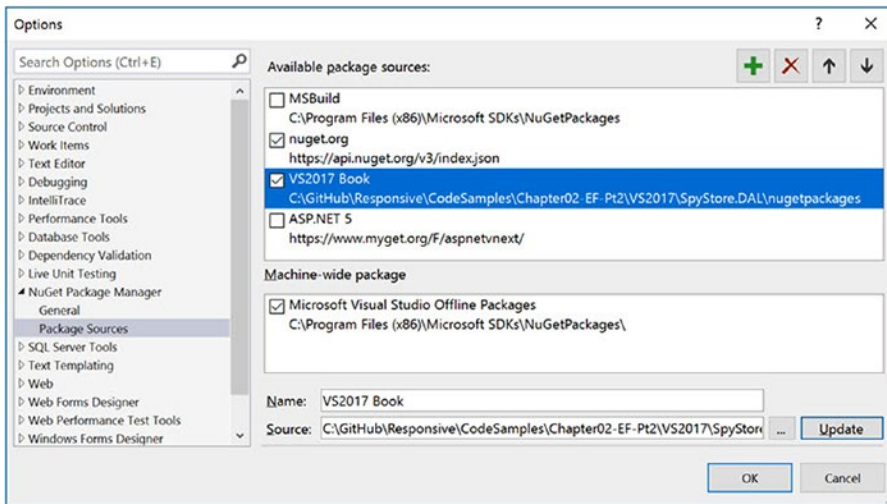 Options
Search Options (Ctrl+E)
Environment
Projects and Solutions
Source Control
Work Items
Text Editor
Debugging
IntelliTrace
Performance Tools
Database Tools
Dependency Validation
Live Unit Testing
NuGet Package Manager
General
Package Sources
SQL Server Tools
Text Templating
Web
Web Forms Designer
Web Performance Test Tools
Windows Forms Designer
Available package sources:
MSBuild
C:\Program Files (x86)\Microsoft SDKs\NuGetPackages
nuget.org
https://api.nuget.org/v3/index.json
VS2017 Book
C:\GitHub\Responsive\CodeSamples\Chapter02-EF-Pt2\VS2017\SpyStore.DAL\nugetpackages
ASP.NET 5
https://www.myget.org/F/aspnetvnext/
Machine-wide package
Microsoft Visual Studio Offline Packages
C:\Program Files (x86)\Microsoft SDKs\NuGetPackages\
Name: VS2017 Book
Source: C:\GitHub\Responsive\CodeSamples\Chapter02-EF-Pt2\VS2017\SpyStore ... Update
OK Cancel